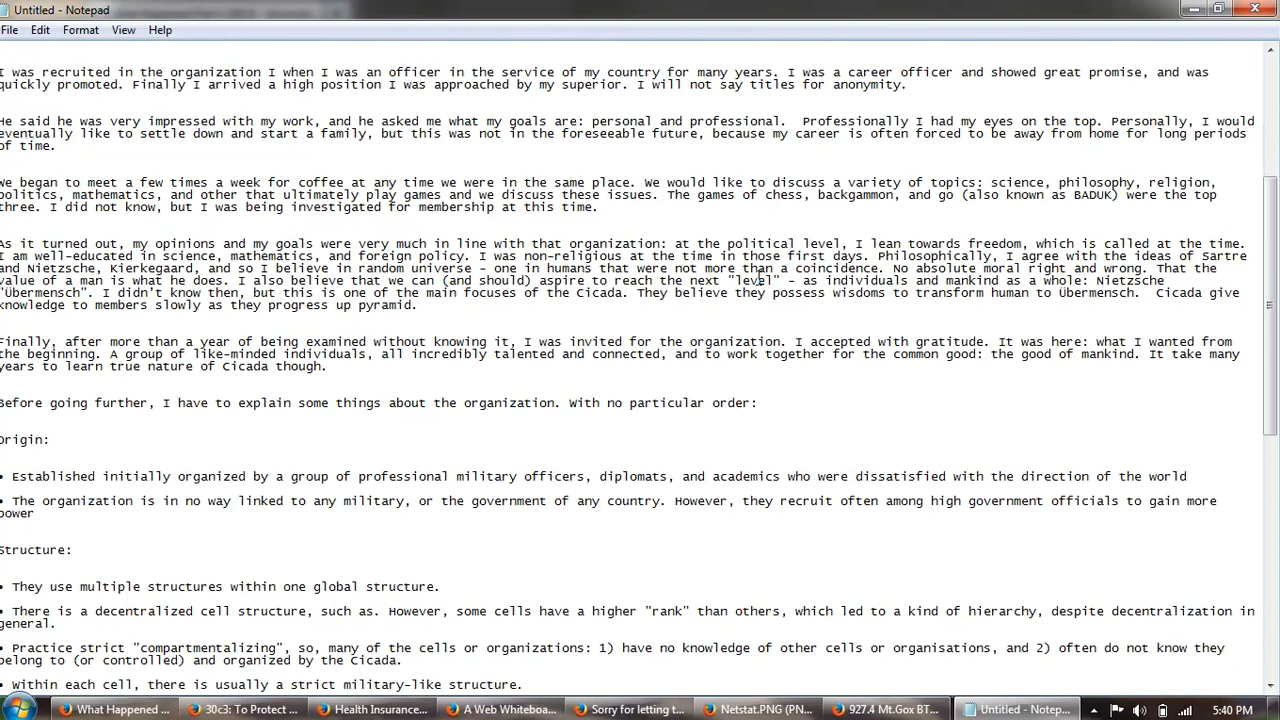 Untitled - Notepad
File Edit Format View Help
I was recruited in the organization I when I was an officer in the service of my country for many years. I was a career officer and showed great promise, and was
quickly promoted. Finally I arrived a high position I was approached by my superior. I will not say titles for anonymity.
He said he was very impressed with my work, and he asked me what my goals are: personal and professional.  Professionally I had my eyes on the top. Personally, I would
eventually like to settle down and start a family, but this was not in the foreseeable future, because my career is often forced to be away from home for long periods
of time.
We began to meet a few times a week for coffee at any time we were in the same place. We would like to discuss a variety of topics: science, philosophy, religion,
politics, mathematics, and other that ultimately play games and we discuss these issues. The games of chess, backgammon, and go (also known as BADUK) were the top
three. I did not know, but I was being investigated for membership at this time.
As it turned out, my opinions and my goals were very much in line with that organization: at the political level, I lean towards freedom, which is called at the time.
I am well-educated in science, mathematics, and foreign policy. I was non-religious at the time in those first days. Philosophically, I agree with the ideas of Sartre
and Nietzsche, Kierkegaard, and so I believe in random universe - one in humans that were not more than a coincidence. No absolute moral right and wrong. That the
value of a man is what he does. I also believe that we can (and should) aspire to reach the next "level" - as individuals and mankind as a whole: Nietzsche
"Übermensch". I didn't know then, but this is one of the main focuses of the Cicada. They believe they possess wisdoms to transform human to Übermensch.  Cicada give
knowledge to members slowly as they progress up pyramid.
Finally, after more than a year of being examined without knowing it, I was invited for the organization. I accepted with gratitude. It was here: what I wanted from
the beginning. A group of like-minded individuals, all incredibly talented and connected, and to work together for the common good: the good of mankind. It take many
years to learn true nature of Cicada though.
Before going further, I have to explain some things about the organization. With no particular order:
Origin:
• Established initially organized by a group of professional military officers, diplomats, and academics who were dissatisfied with the direction of the world
• The organization is in no way linked to any military, or the government of any country. However, they recruit often among high government officials to gain more
power
Structure:
• They use multiple structures within one global structure.
• There is a decentralized cell structure, such as. However, some cells have a higher "rank" than others, which led to a kind of hierarchy, despite decentralization in
general.
• Practice strict "compartmentalizing", so, many of the cells or organizations: 1) have no knowledge of other cells or organisations, and 2) often do not know they
belong to (or controlled) and organized by the Cicada.
• within each cell, there is usually a strict military-like structure.
What Happened ... 30c3: To Protect ... Health Insurance... A Web Whiteboa... Sorry for letting t... Netstat.PNG (PN... 927.4 Mt.Gox BT... Untitled - Notep... 5:40 PM